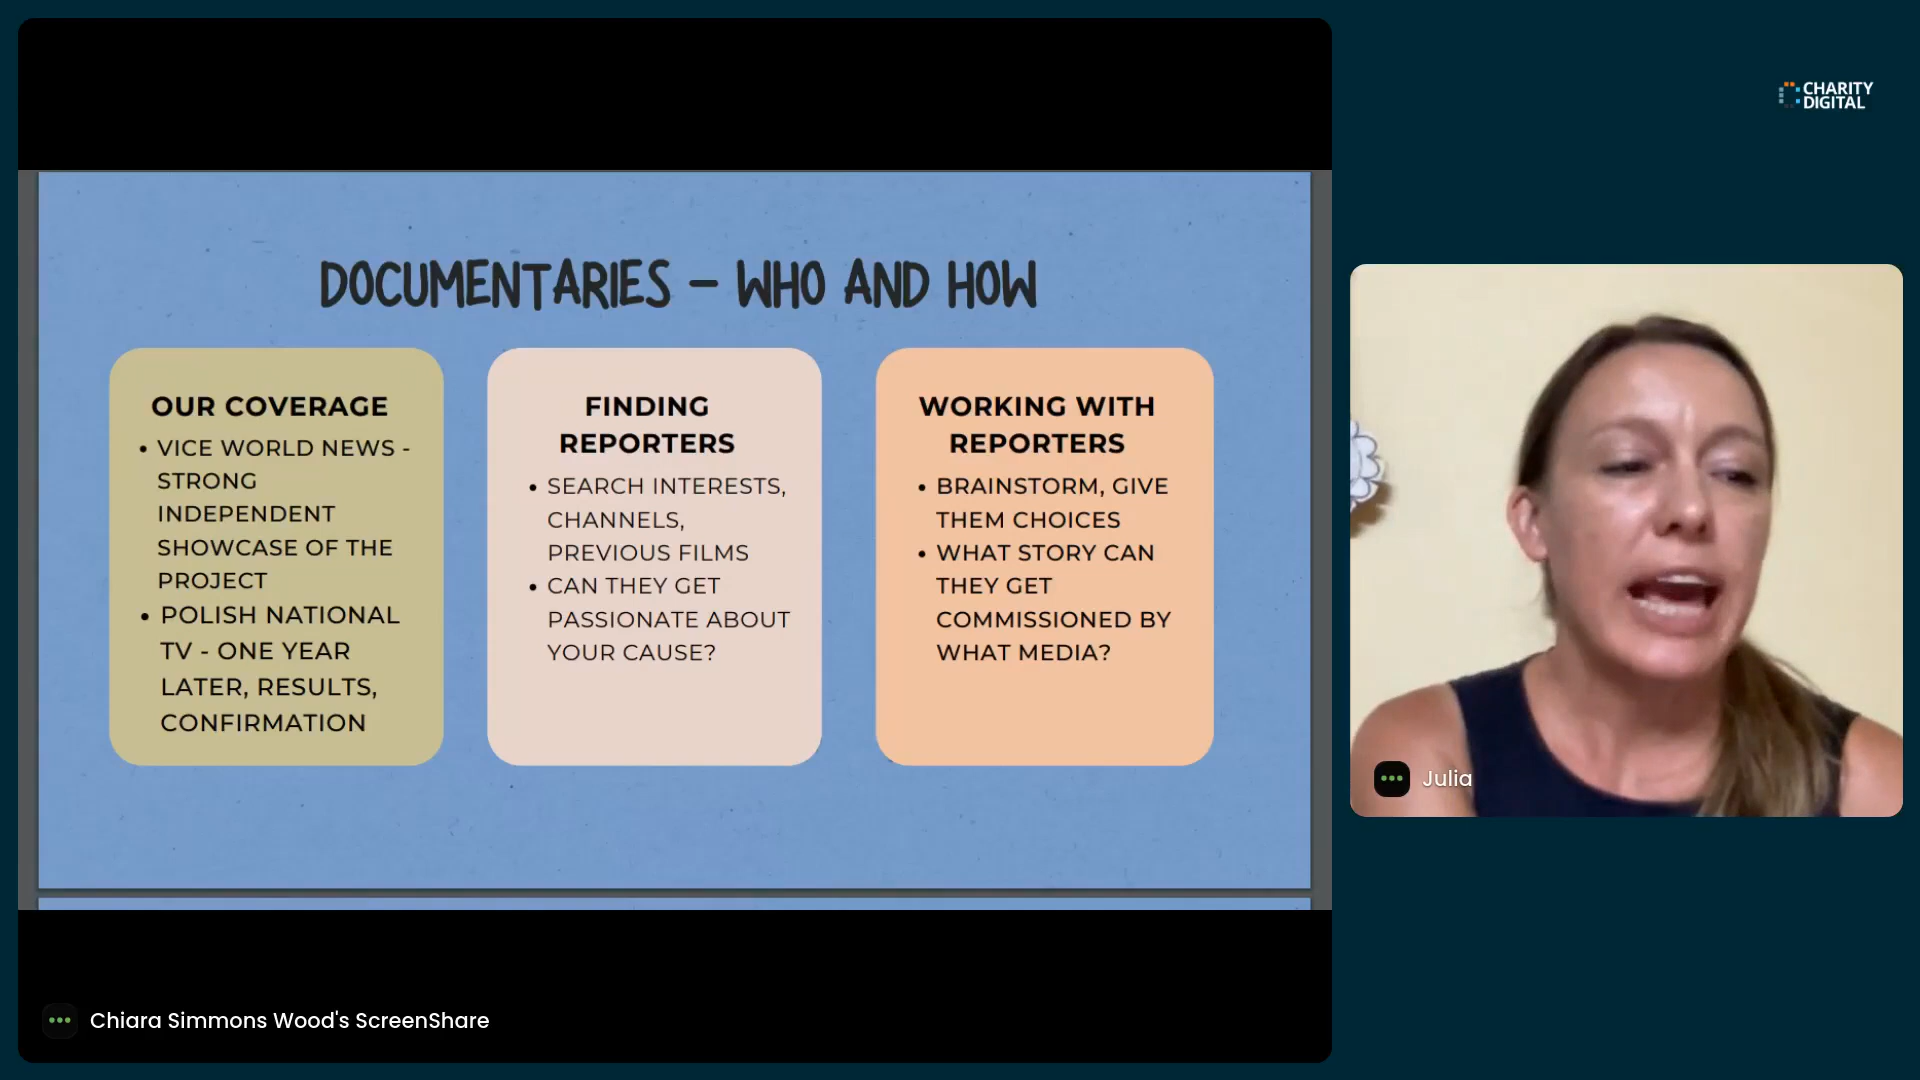 CHARITY
DIGITAL
DOCUMENTARIES – WHO AND HOW
OUR COVERAGE
• VICE WORLD NEWS -
STRONG
INDEPENDENT
SHOWCASE OF THE
PROJECT
• POLISH NATIONAL
TV - ONE YEAR
LATER, RESULTS,
CONFIRMATION
FINDING
REPORTERS
• SEARCH INTERESTS,
CHANNELS,
PREVIOUS FILMS
• CAN THEY GET
PASSIONATE ABOUT
YOUR CAUSE?
WORKING WITH
REPORTERS
• BRAINSTORM, GIVE
THEM CHOICES
• WHAT STORY CAN
THEY GET
COMMISSIONED BY
WHAT MEDIA?
Julia
Chiara Simmons Wood's ScreenShare